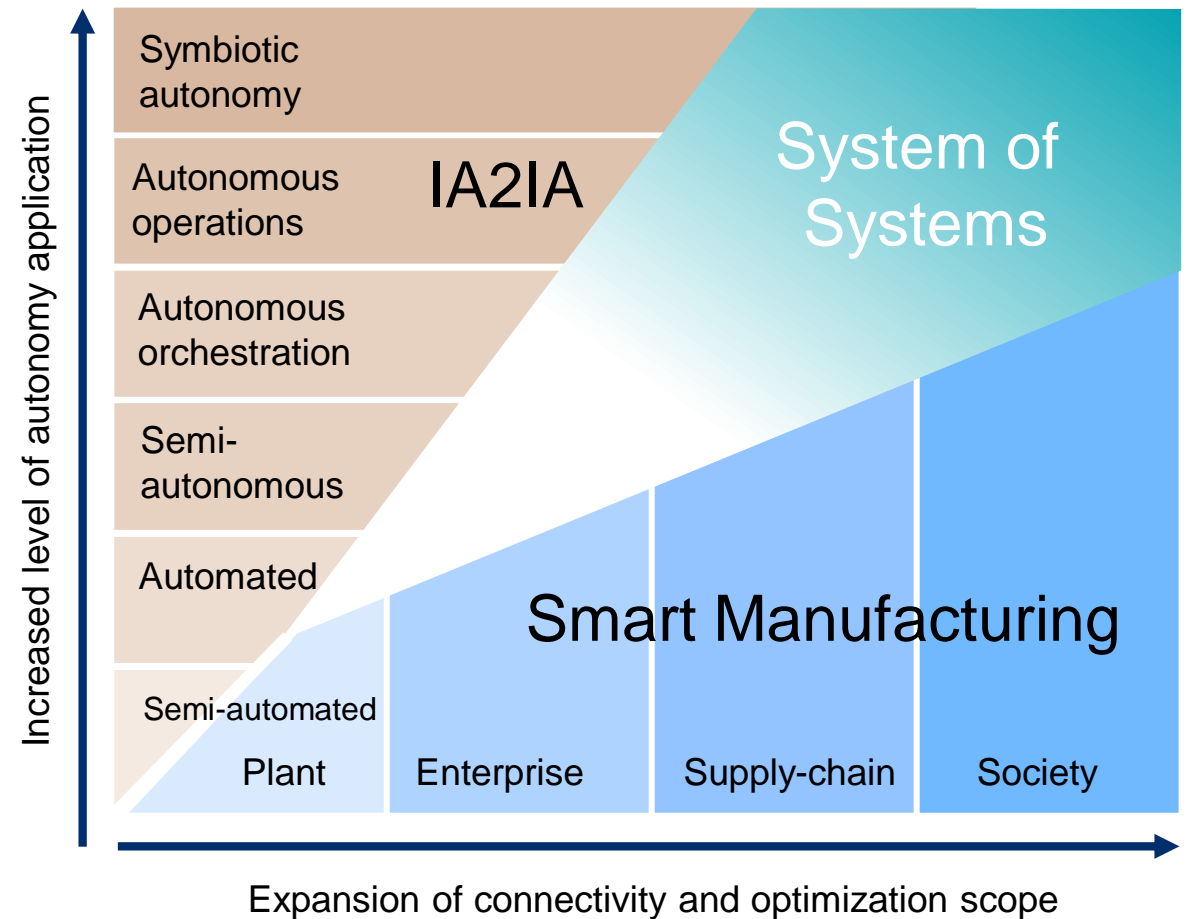 Increased level of autonomy application
Symbiotic
autonomy
Autonomous
operations
IA2IA
System of
Systems
Autonomous
orchestration
Semi-
autonomous
Automated
Smart Manufacturing
Semi-automated
Plant
Enterprise
Supply-chain
Society
Expansion of connectivity and optimization scope